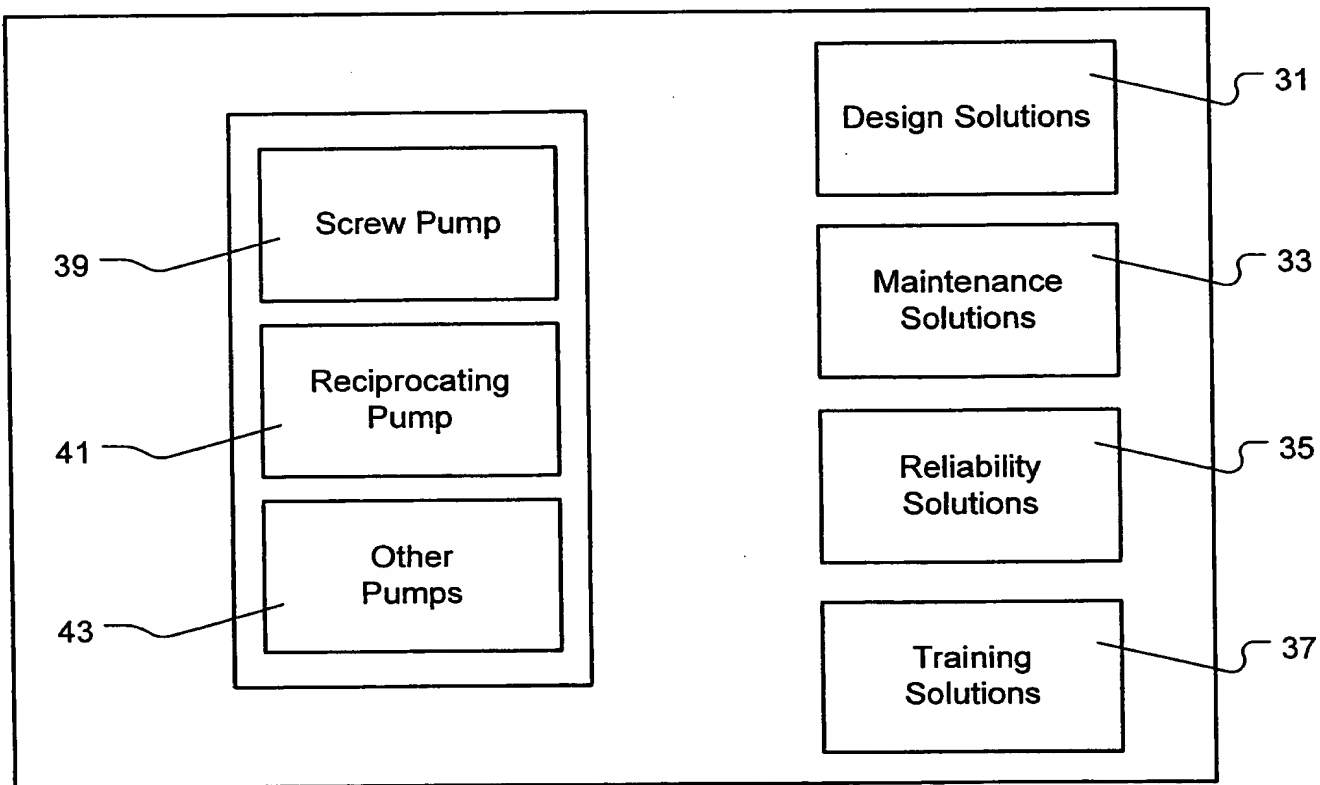 Screw Pump
39
Reciprocating
Pump
41
Other
Pumps
43
Design Solutions
31
Maintenance
Solutions
33
Reliability
Solutions
35
Training
Solutions
37